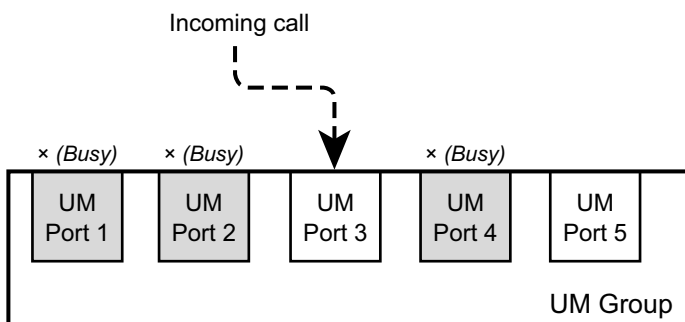 Incoming call
× (Busy) × (Busy) × (Busy)
UM Port 1
UM Port 2
UM Port 3
UM Port 4
UM Port 5
UM Group